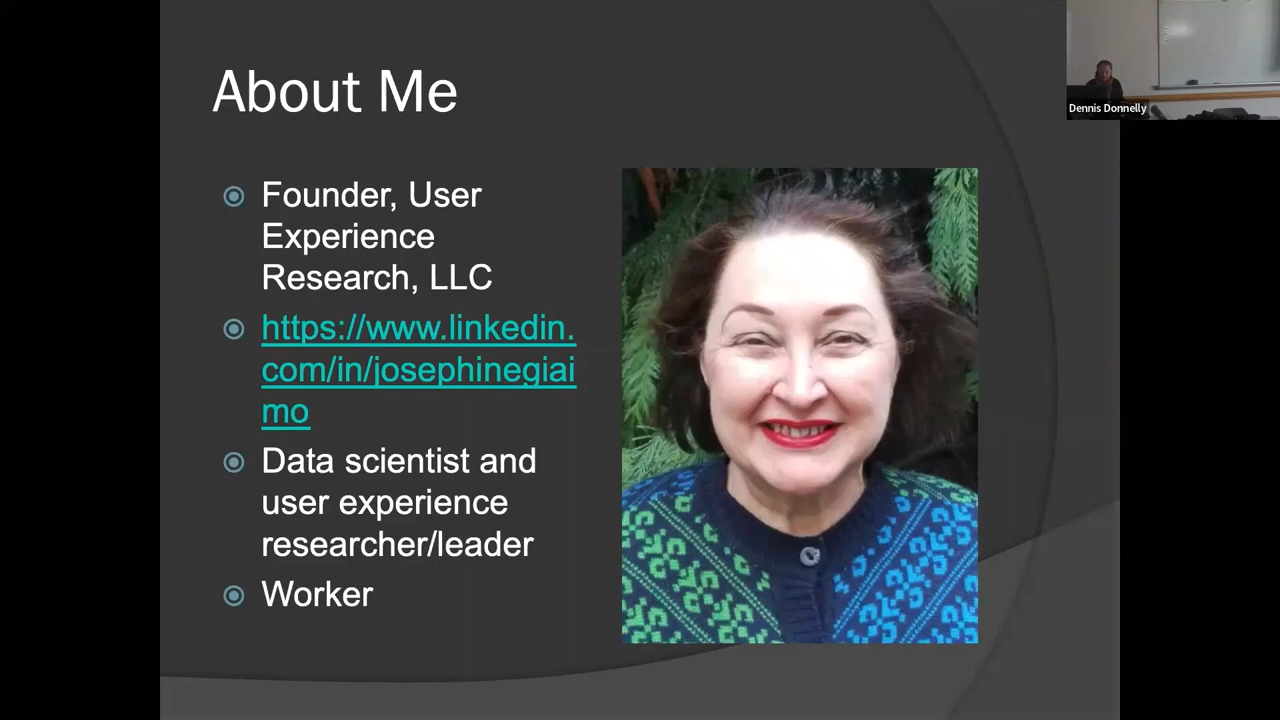 About Me
Dennis Donnelly
Founder, User
Experience
Research, LLC
https://www.linkedin.
com/in/josephinegiai
mo
Data scientist and
user experience
researcher/leader
Worker